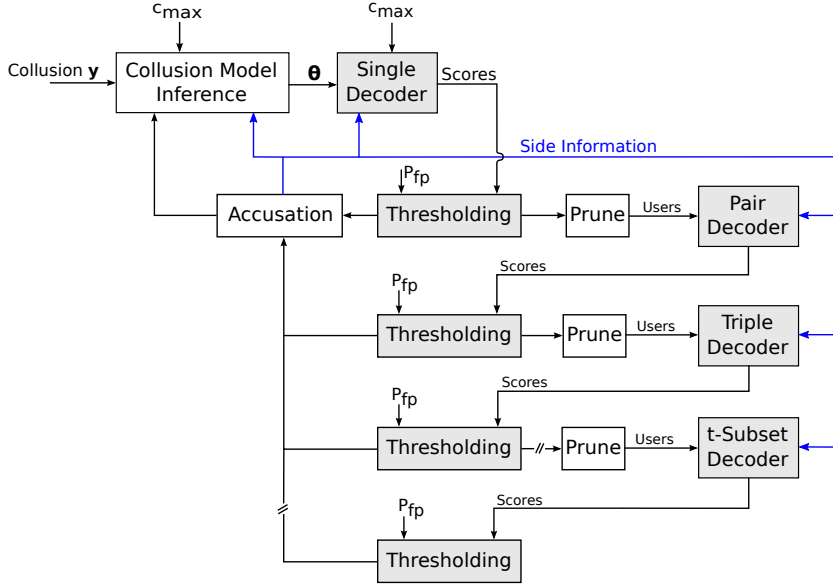 c_max
c_max
Collusion y
Collusion Model
Inference
θ
Single
Decoder
Scores
Side Information
P_fp
Accusation
Thresholding
Prune
Users
Pair
Decoder
Scores
P_fp
Thresholding
Prune
Users
Triple
Decoder
Scores
P_fp
Thresholding
Prune
Users
t-Subset
Decoder
Scores
P_fp
Thresholding